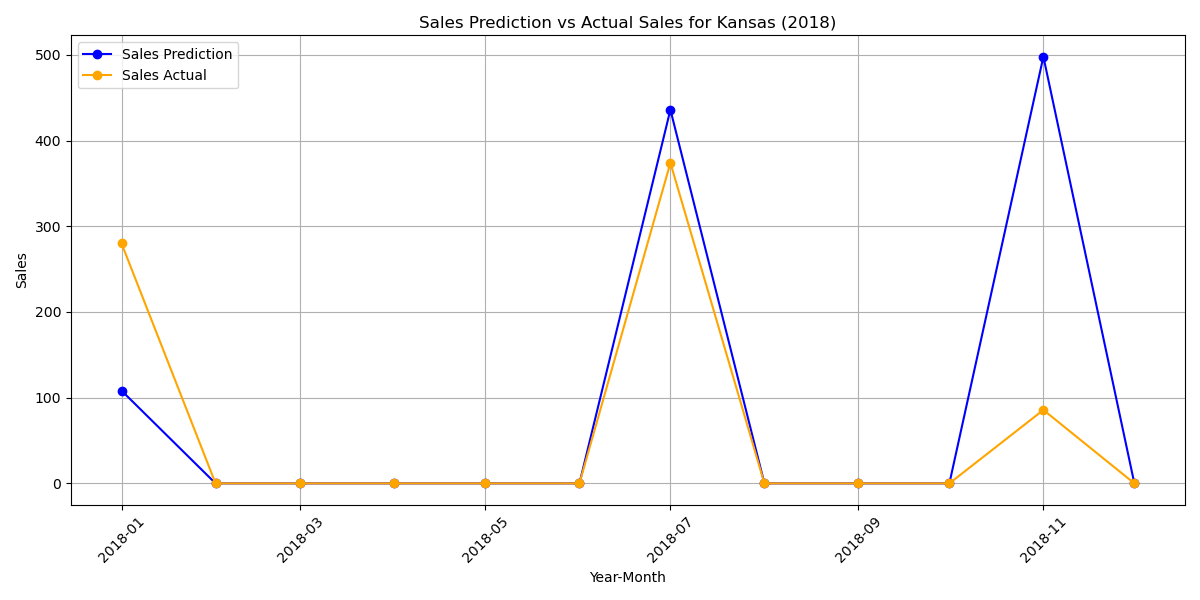 Sales Prediction vs Actual Sales for Kansas (2018)
Sales Prediction
Sales Actual
500
400
300
200
100
0
Sales
2018-01
2018-03
2018-05
2018-07
2018-09
2018-11
Year-Month